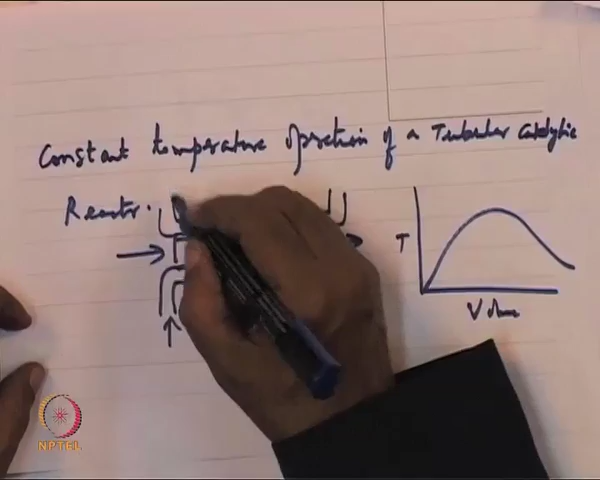 Constant temperature operation of a Tubular Catalytic
Reactor.
T
Volume
NPTEL